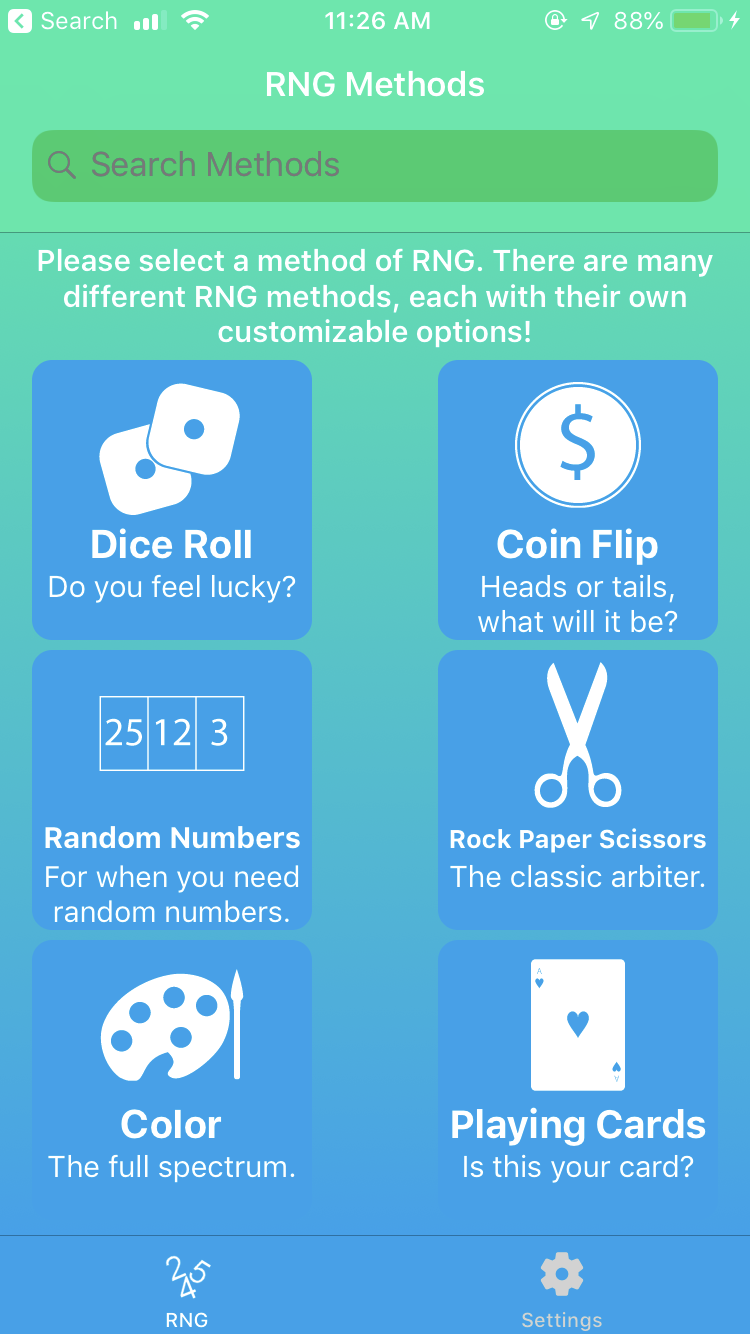 Search 11:26 AM 88%
RNG Methods
Search Methods
Please select a method of RNG. There are many
different RNG methods, each with their own
customizable options!
$
Dice Roll
Do you feel lucky?
Coin Flip
Heads or tails,
what will it be?
25 12 3
Random Numbers
For when you need
random numbers.
Rock Paper Scissors
The classic arbiter.
Color
The full spectrum.
A
A
Playing Cards
Is this your card?
245
RNG
Settings